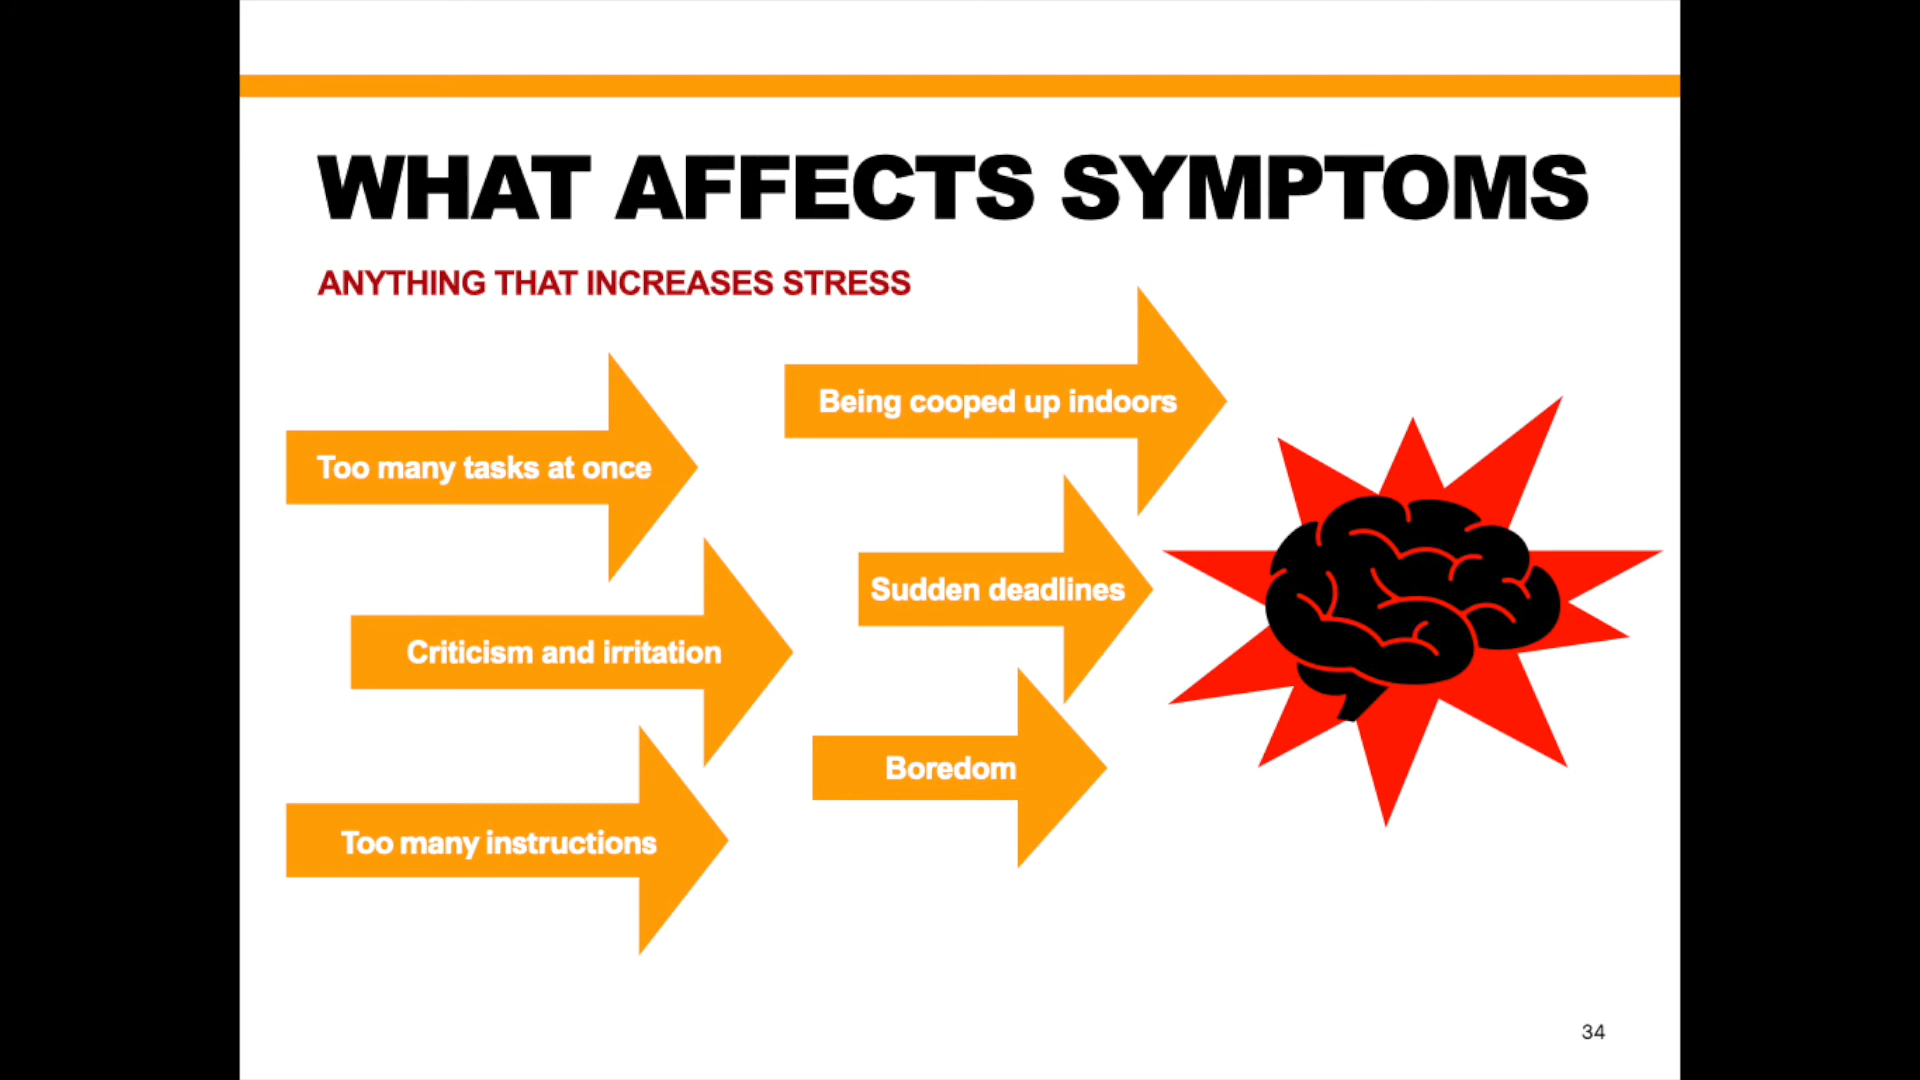 WHAT AFFECTS SYMPTOMS
ANYTHING THAT INCREASES STRESS
Too many tasks at once
Criticism and irritation
Too many instructions
Being cooped up indoors
Sudden deadlines
Boredom
34